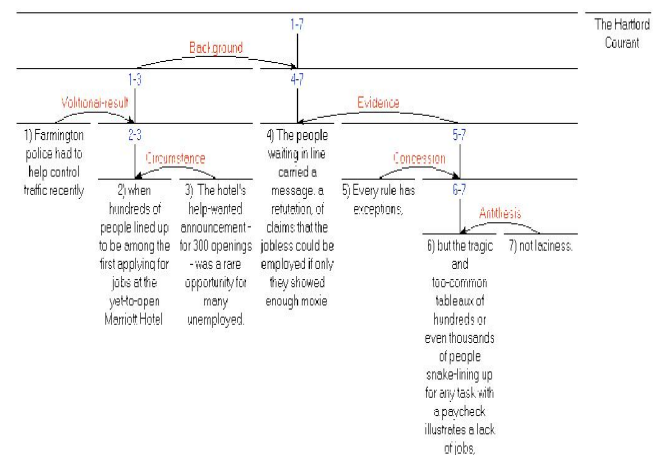 1-7
The Hartford
Courant
Background
1-3
4-7
Volitional-result
Evidence
2-3
5-7
1) Farmington
police had to
help control
traffic recently
Circumstance
2) when
hundreds of
people lined up
to be among the
first applying for
jobs at the
yet-to-open
Marriott Hotel
3) The hotel's
help-wanted
announcement -
for 300 openings
- was a rare
opportunity for
many
unemployed.
4) The people
waiting in line
carried a
message, a
refutation, of
claims that the
jobless could be
employed if only
they showed
enough moxie
Concession
5) Every rule has
exceptions,
6-7
Antithesis
6) but the tragic
and
too-common
tableaux of
hundreds or
even thousands
of people
snake-lining up
for any task with
a paycheck
illustrates a lack
of jobs,
7) not laziness.